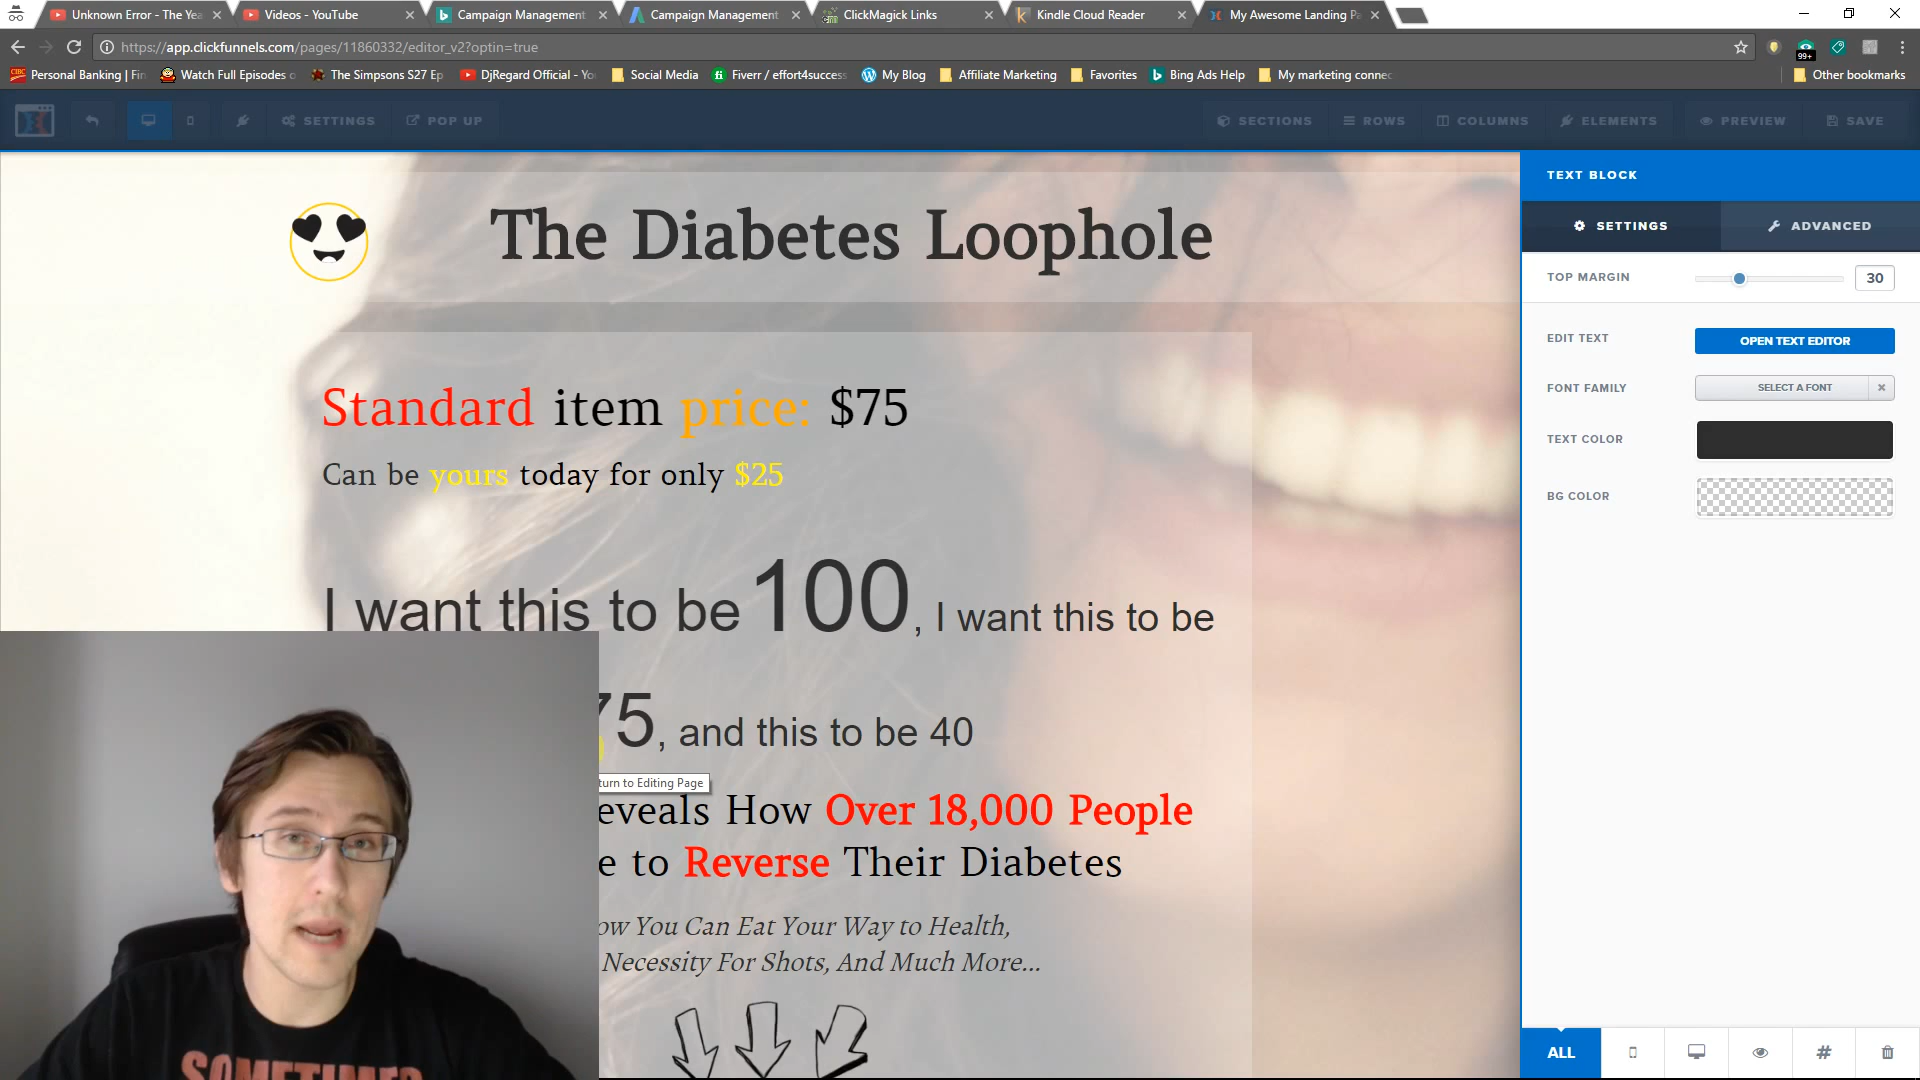 Unknown Error - The Yea
Videos - YouTube
Campaign Management
Campaign Management
ClickMagick Links
Kindle Cloud Reader
My Awesome Landing Pa
https://app.clickfunnels.com/pages/11860332/editor_v2?optin=true
99+
CIBC Personal Banking | Fin
Watch Full Episodes o
The Simpsons S27 Ep
DjRegard Official - Yo
Social Media
fi Fiverr / effort4success
My Blog
Affiliate Marketing
Favorites
Bing Ads Help
My marketing connec
Other bookmarks
SETTINGS
POP UP
SECTIONS
ROWS
COLUMNS
ELEMENTS
PREVIEW
SAVE
The Diabetes Loophole
Standard item price: $75
Can be yours today for only $25
I want this to be 100, I want this to be
75, and this to be 40
turn to Editing Page
eveals How Over 18,000 People
e to Reverse Their Diabetes
ow You Can Eat Your Way to Health,
Necessity For Shots, And Much More...
SOMETIMES
TEXT BLOCK
SETTINGS
ADVANCED
TOP MARGIN
30
EDIT TEXT
OPEN TEXT EDITOR
FONT FAMILY
SELECT A FONT
TEXT COLOR
BG COLOR
ALL
#